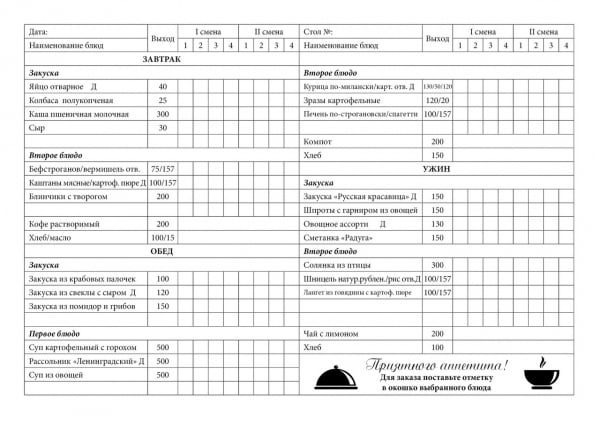 Дата: Выход I смена II смена
Наименование блюд 1 2 3 4 1 2 3 4
ЗАВТРАК
Закуска
Яйцо отварное Д 40
Колбаса полукопченая 25
Каша пшеничная молочная 300
Сыр 30
Второе блюдо
Бефстроганов/вермишель отв. 75/157
Каштаны мясные/картоф. пюре Д 100/157
Блинчики с творогом 200
Кофе растворимый 200
Хлеб/масло 100/15
ОБЕД
Закуска
Закуска из крабовых палочек 100
Закуска из свеклы с сыром Д 120
Закуска из помидор и грибов 150
Первое блюдо
Суп картофельный с горохом 500
Рассольник «Ленинградский» Д 500
Суп из овощей 500
Стол №: Выход I смена II смена
Наименование блюд 1 2 3 4 1 2 3 4
Второе блюдо
Курица по-милански/карт. отв. Д 130/50/120
Зразы картофельные 120/20
Печень по-строгановски/спагетти 100/157
Компот 200
Хлеб 150
УЖИН
Закуска
Закуска «Русская красавица» Д 150
Шпроты с гарниром из овощей 150
Овощное ассорти Д 130
Сметанка «Радуга» 150
Второе блюдо
Солянка из птицы 300
Шницель натур.рублен./рис отв.Д 100/157
Лангет из говядины с картоф. пюре 100/157
Чай с лимоном 200
Хлеб 100
Приятного аппетита!
Для заказа поставьте отметку
в окошко выбранного блюда